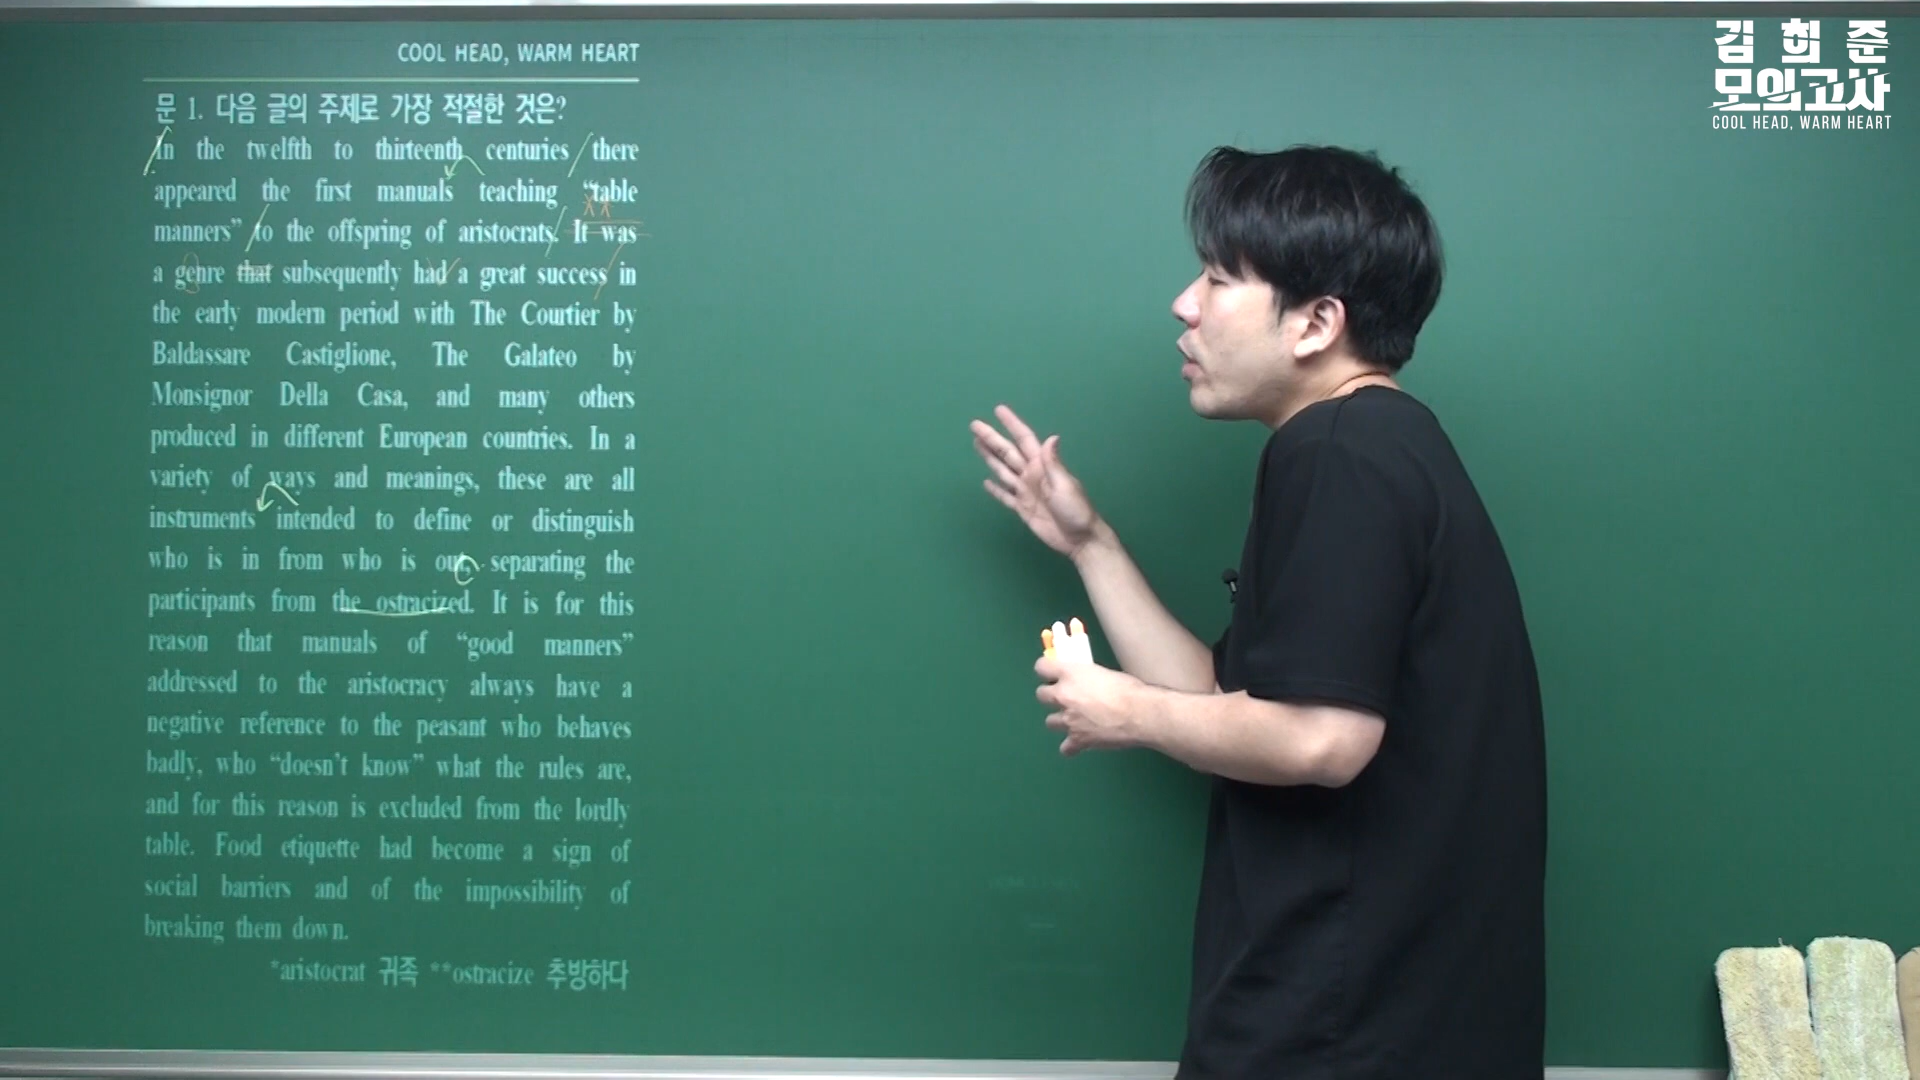 COOL HEAD, WARM HEART
문 1. 다음 글의 주제로 가장 적절한 것은?
In the twelfth to thirteenth centuries there
appeared the first manuals teaching “table
manners” to the offspring of aristocrats. It was
a genre that subsequently had a great success in
the early modern period with The Courtier by
Baldassare Castiglione, The Galateo by
Monsignor Della Casa, and many others
produced in different European countries. In a
variety of ways and meanings, these are all
instruments intended to define or distinguish
who is in from who is out, separating the
participants from the ostracized. It is for this
reason that manuals of “good manners”
addressed to the aristocracy always have a
negative reference to the peasant who behaves
badly, who “doesn’t know” what the rules are,
and for this reason is excluded from the lordly
table. Food etiquette had become a sign of
social barriers and of the impossibility of
breaking them down.
*aristocrat 귀족 **ostracize 추방하다
김희준
모의고사
COOL HEAD, WARM HEART